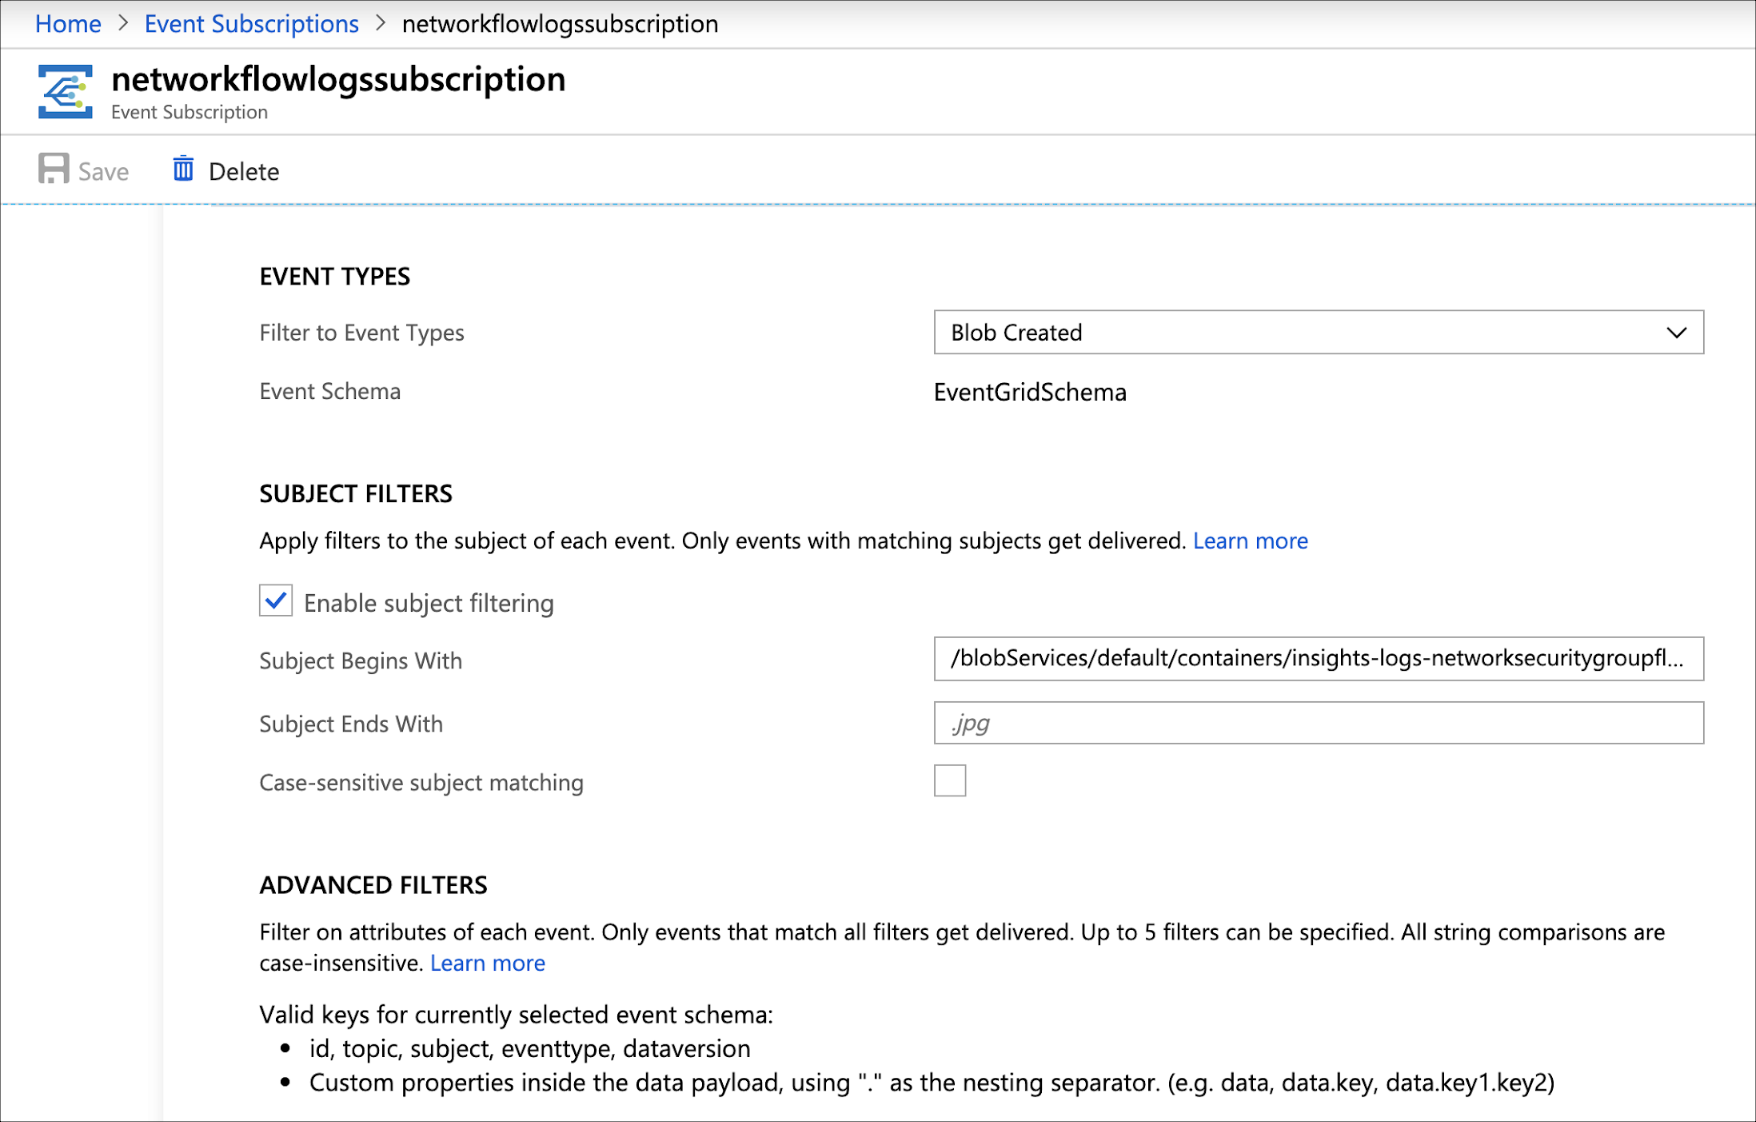 Home > Event Subscriptions > networkflowlogssubscription
networkflowlogssubscription
Event Subscription
Save Delete
EVENT TYPES
Filter to Event Types Blob Created
Event Schema EventGridSchema
SUBJECT FILTERS
Apply filters to the subject of each event. Only events with matching subjects get delivered. Learn more
Enable subject filtering
Subject Begins With /blobServices/default/containers/insights-logs-networksecuritygroupfl...
Subject Ends With .jpg
Case-sensitive subject matching
ADVANCED FILTERS
Filter on attributes of each event. Only events that match all filters get delivered. Up to 5 filters can be specified. All string comparisons are
case-insensitive. Learn more
Valid keys for currently selected event schema:
• id, topic, subject, eventtype, dataversion
• Custom properties inside the data payload, using "." as the nesting separator. (e.g. data, data.key, data.key1.key2)